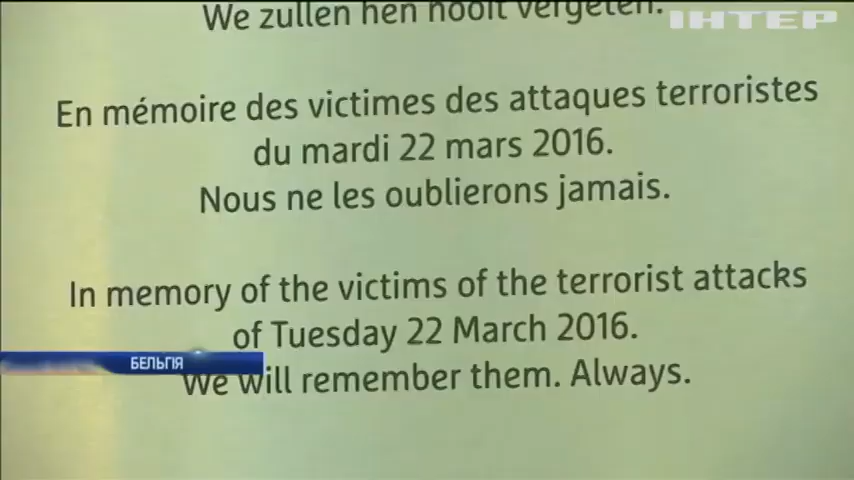 We zullen hen nooit vergeten.
ІНТЕР
En mémoire des victimes des attaques terroristes
du mardi 22 mars 2016.
Nous ne les oublierons jamais.
In memory of the victims of the terrorist attacks
of Tuesday 22 March 2016.
БЕЛЬГІЯ
We will remember them. Always.